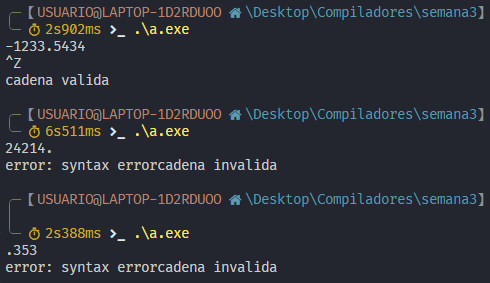 [USUARIO@LAPTOP-1D2RDUOO \Desktop\Compiladores\semana3]
2s902ms >_ .\a.exe
-1233.5434
^Z
cadena valida
[USUARIO@LAPTOP-1D2RDUOO \Desktop\Compiladores\semana3]
6s511ms >_ .\a.exe
24214.
error: syntax errorcadena invalida
[USUARIO@LAPTOP-1D2RDUOO \Desktop\Compiladores\semana3]
2s388ms >_ .\a.exe
.353
error: syntax errorcadena invalida